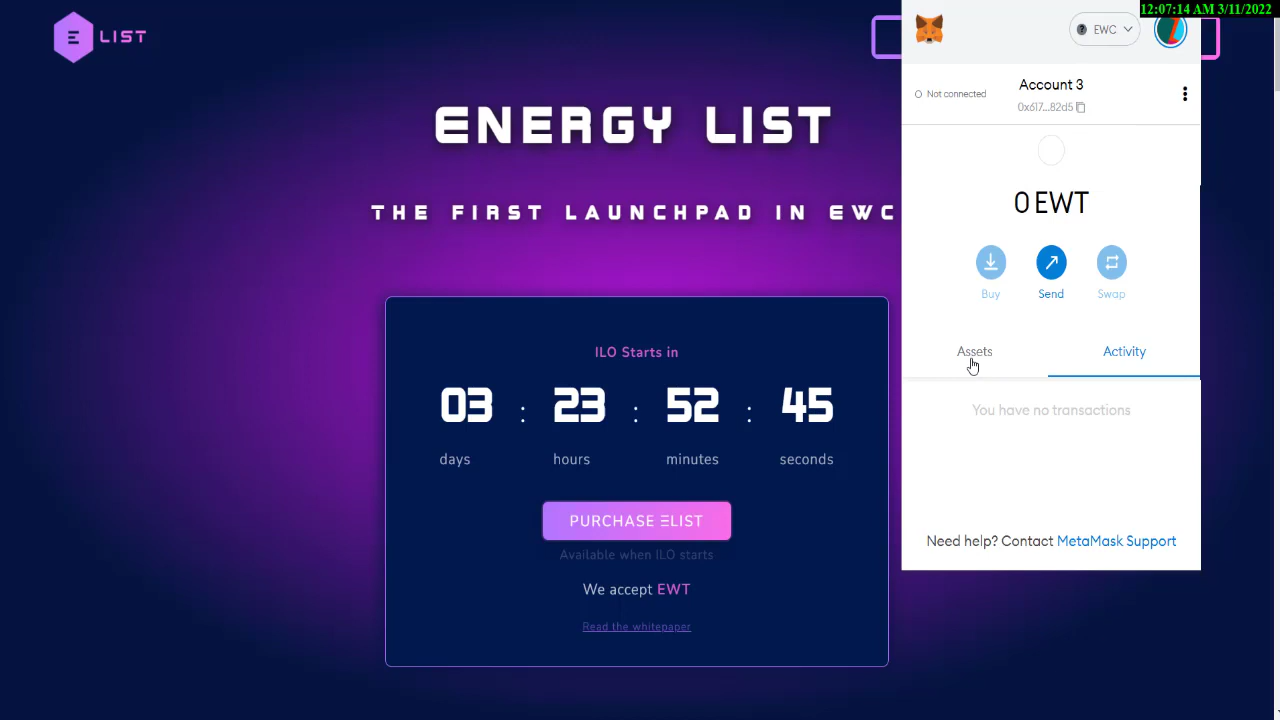 12:07:14 AM 3/11/2022
Ξ LIST
EWC
Not connected
Account 3
0x617...82d5
ENERGY LIST
THE FIRST LAUNCHPAD IN EWC
0 EWT
Buy
Send
Swap
Assets
Activity
You have no transactions
Need help? Contact MetaMask Support
ILO Starts in
03 : 23 : 52 : 45
days hours minutes seconds
PURCHASE ΞLIST
Available when ILO starts
We accept EWT
Read the whitepaper